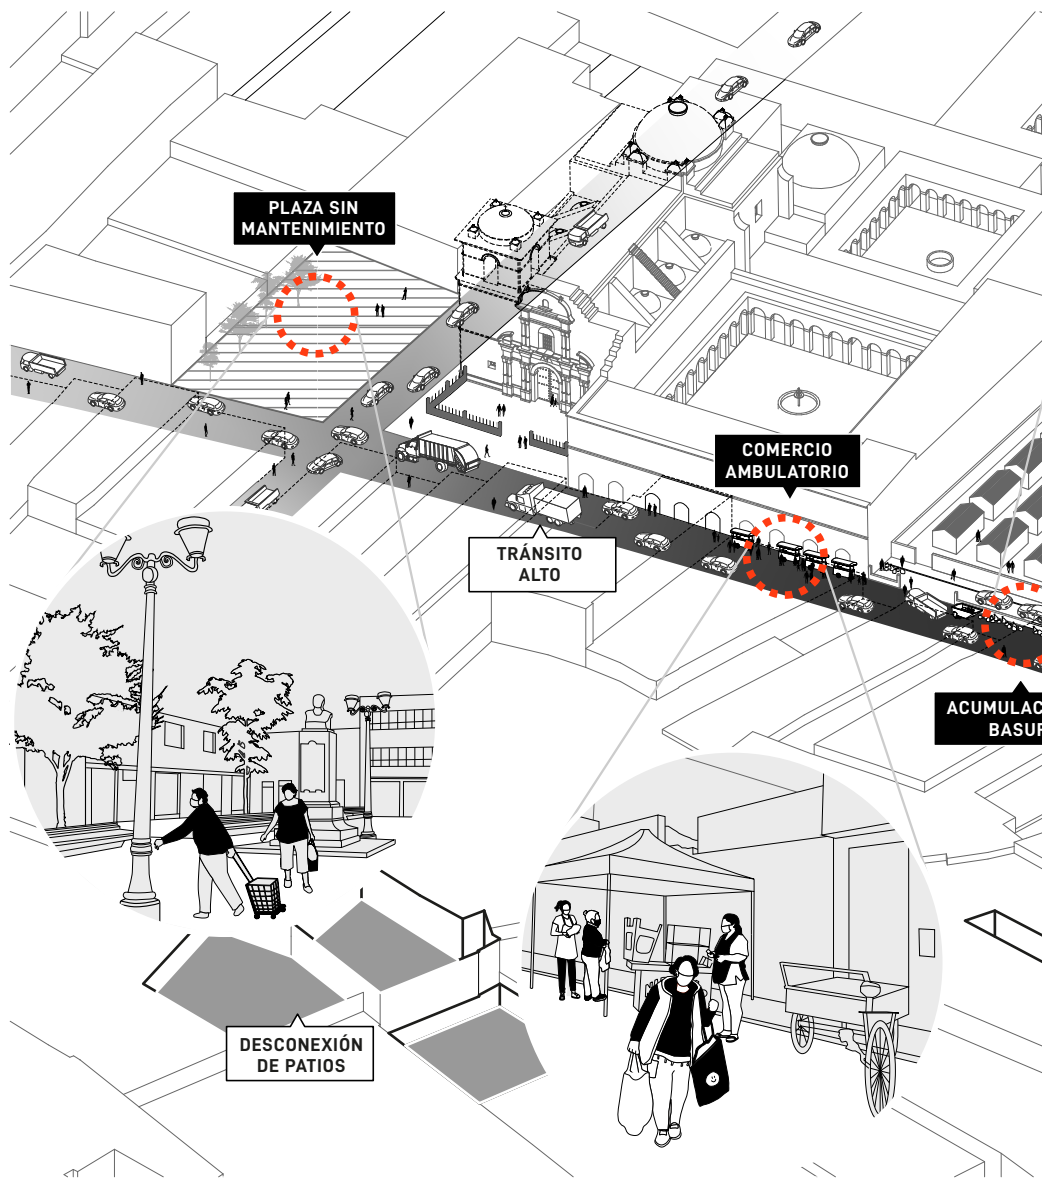 PLAZA SIN
MANTENIMIENTO
COMERCIO
AMBULATORIO
TRÁNSITO
ALTO
DESCONEXIÓN
DE PATIOS